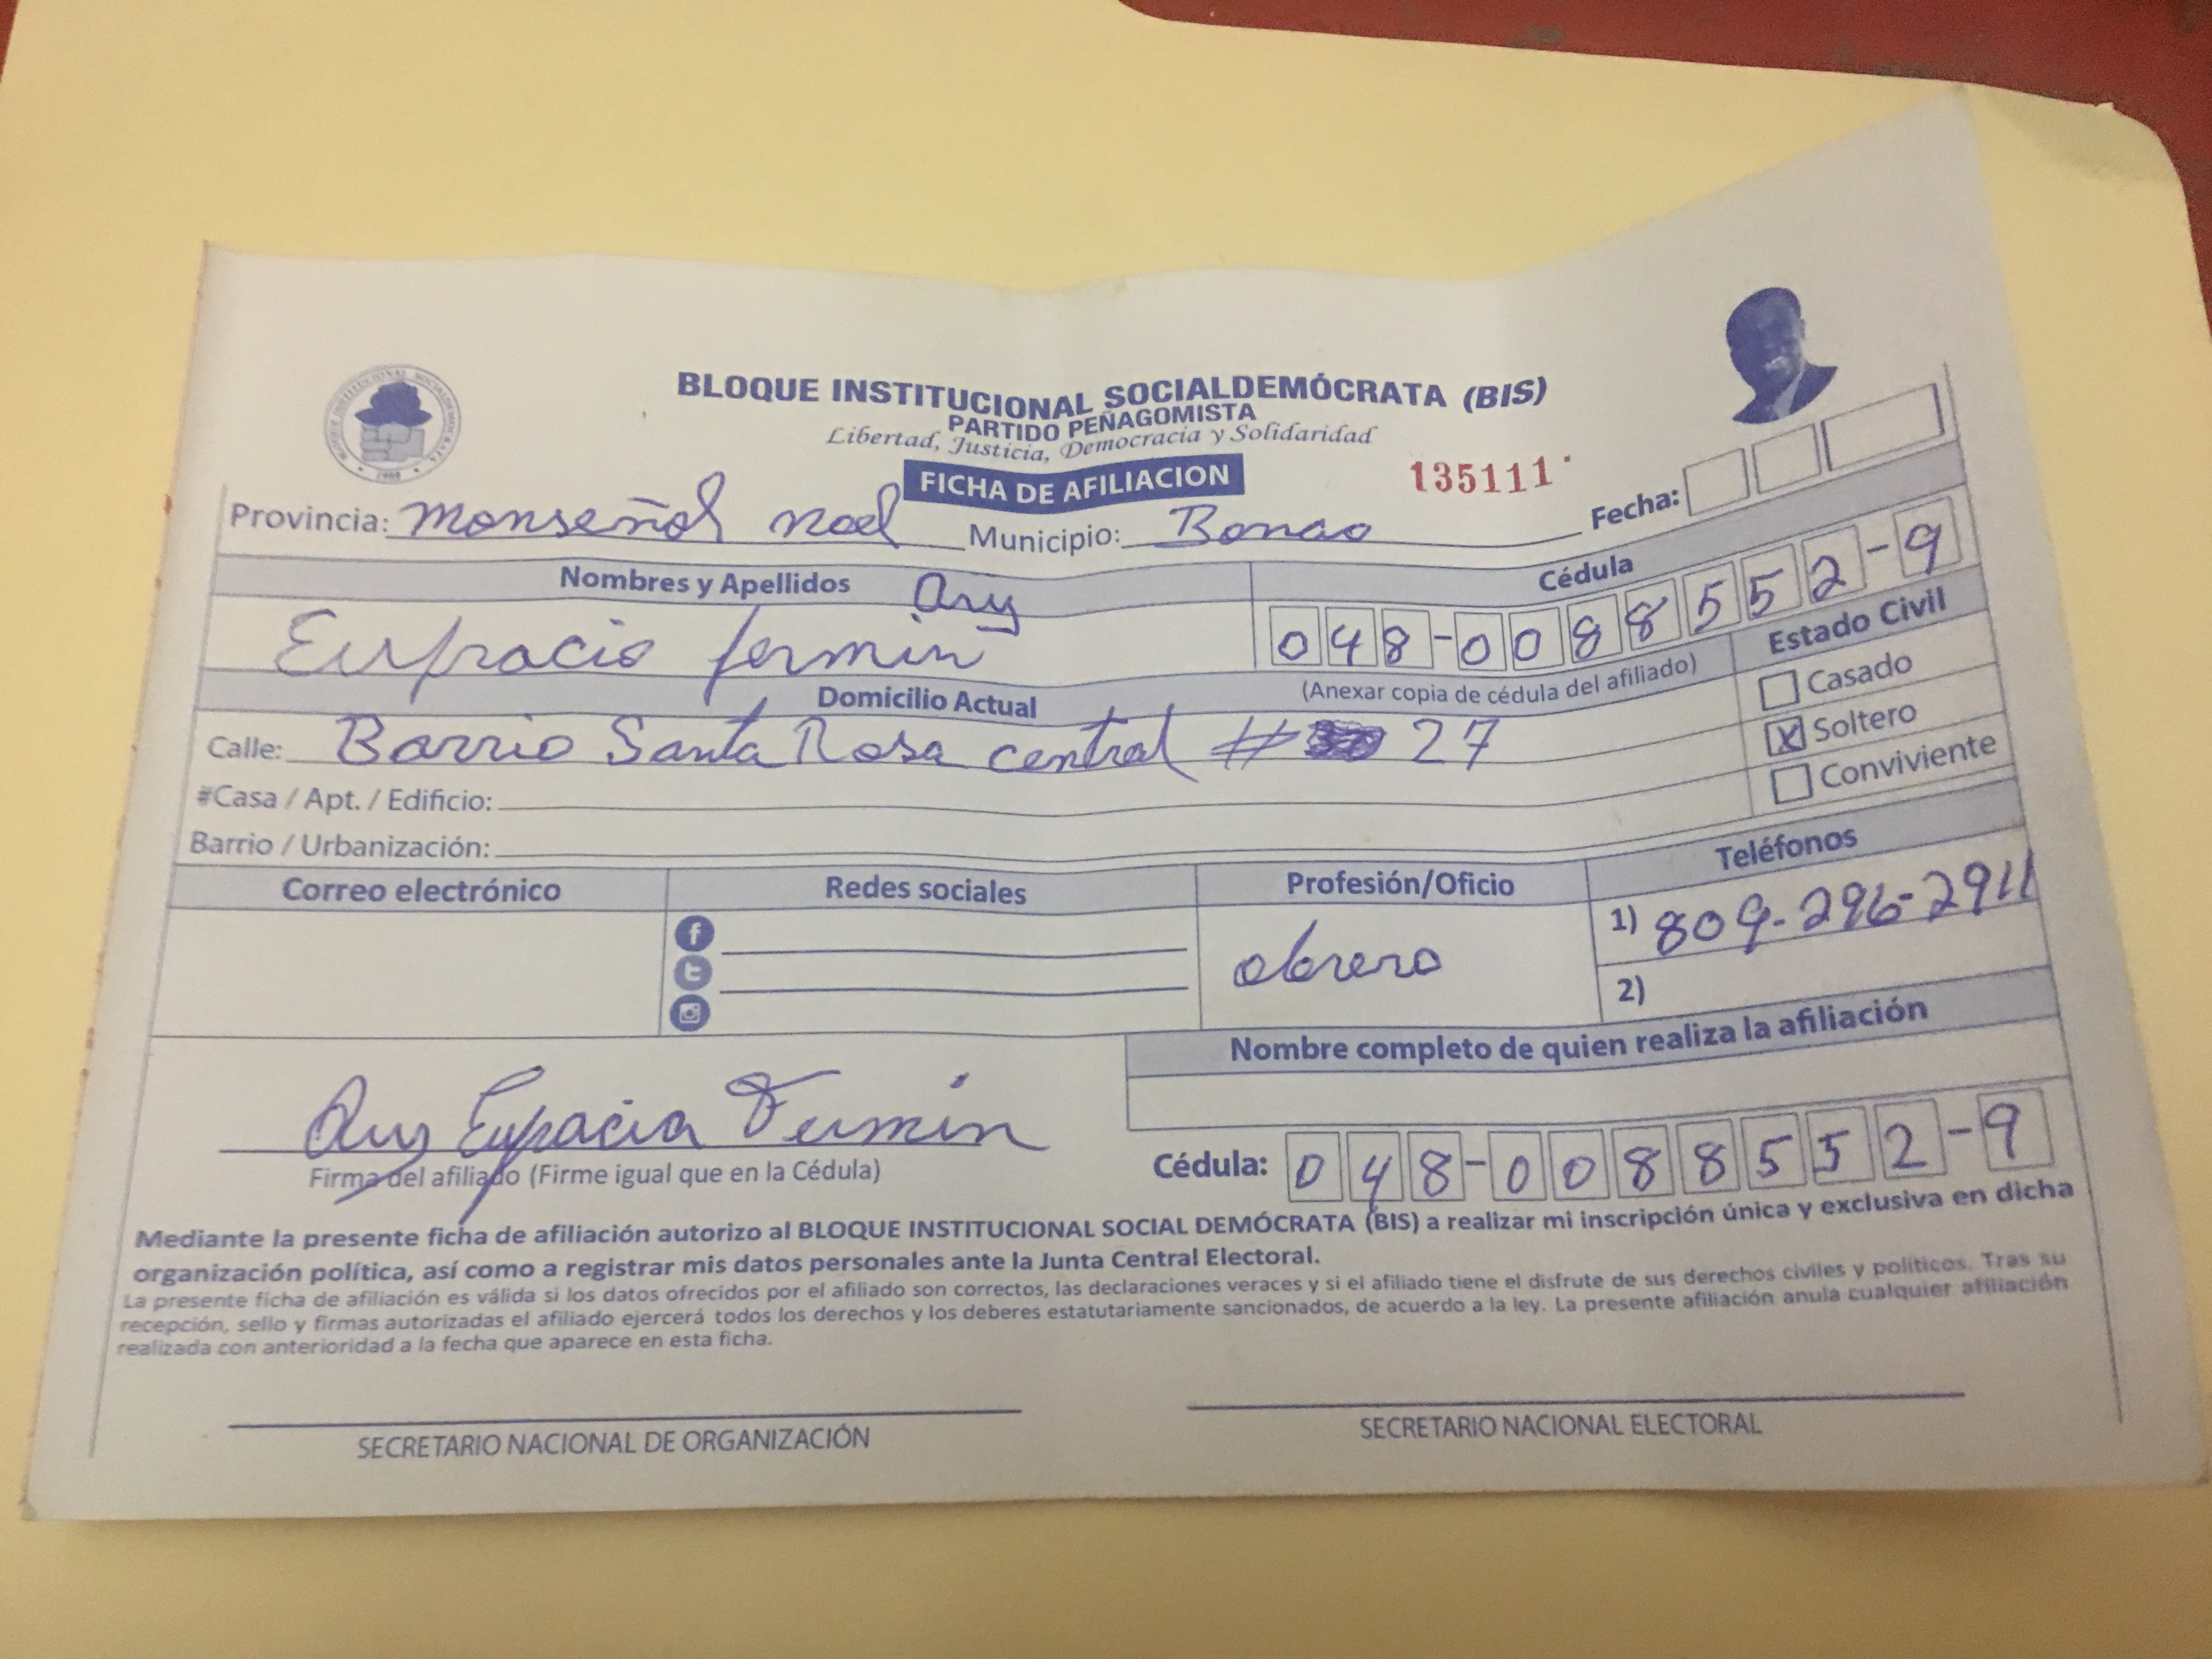 BLOQUE INSTITUCIONAL SOCIALDEMÓCRATA (BIS)
PARTIDO PEÑAGOMISTA
Libertad, Justicia, Democracia y Solidaridad
FICHA DE AFILIACION
135111
Fecha:
Provincia: Monseñol Noel Municipio: Bonao
Nombres y Apellidos
Cédula
Ary
Eupracio fermin
048-0088552-9
(Anexar copia de cédula del afiliado)
Estado Civil
Casado
X Soltero
Conviviente
Domicilio Actual
Calle: Barrio Santa Rosa central # 27
#Casa / Apt. / Edificio:
Barrio / Urbanización:
Correo electrónico
Redes sociales
Profesión/Oficio
Teléfonos
obrero
1) 809-296-2911
2)
Nombre completo de quien realiza la afiliación
Ary Eupacia Fermin
Firma del afiliado (Firme igual que en la Cédula)
Cédula: 048-0088552-9
Mediante la presente ficha de afiliación autorizo al BLOQUE INSTITUCIONAL SOCIAL DEMÓCRATA (BIS) a realizar mi inscripción única y exclusiva en dicha
organización política, así como a registrar mis datos personales ante la Junta Central Electoral.
La presente ficha de afiliación es válida si los datos ofrecidos por el afiliado son correctos, las declaraciones veraces y si el afiliado tiene el disfrute de sus derechos civiles y políticos. Tras su
recepción, sello y firmas autorizadas el afiliado ejercerá todos los derechos y los deberes estatutariamente sancionados, de acuerdo a la ley. La presente afiliación anula cualquier afiliación
realizada con anterioridad a la fecha que aparece en esta ficha.
SECRETARIO NACIONAL DE ORGANIZACIÓN
SECRETARIO NACIONAL ELECTORAL